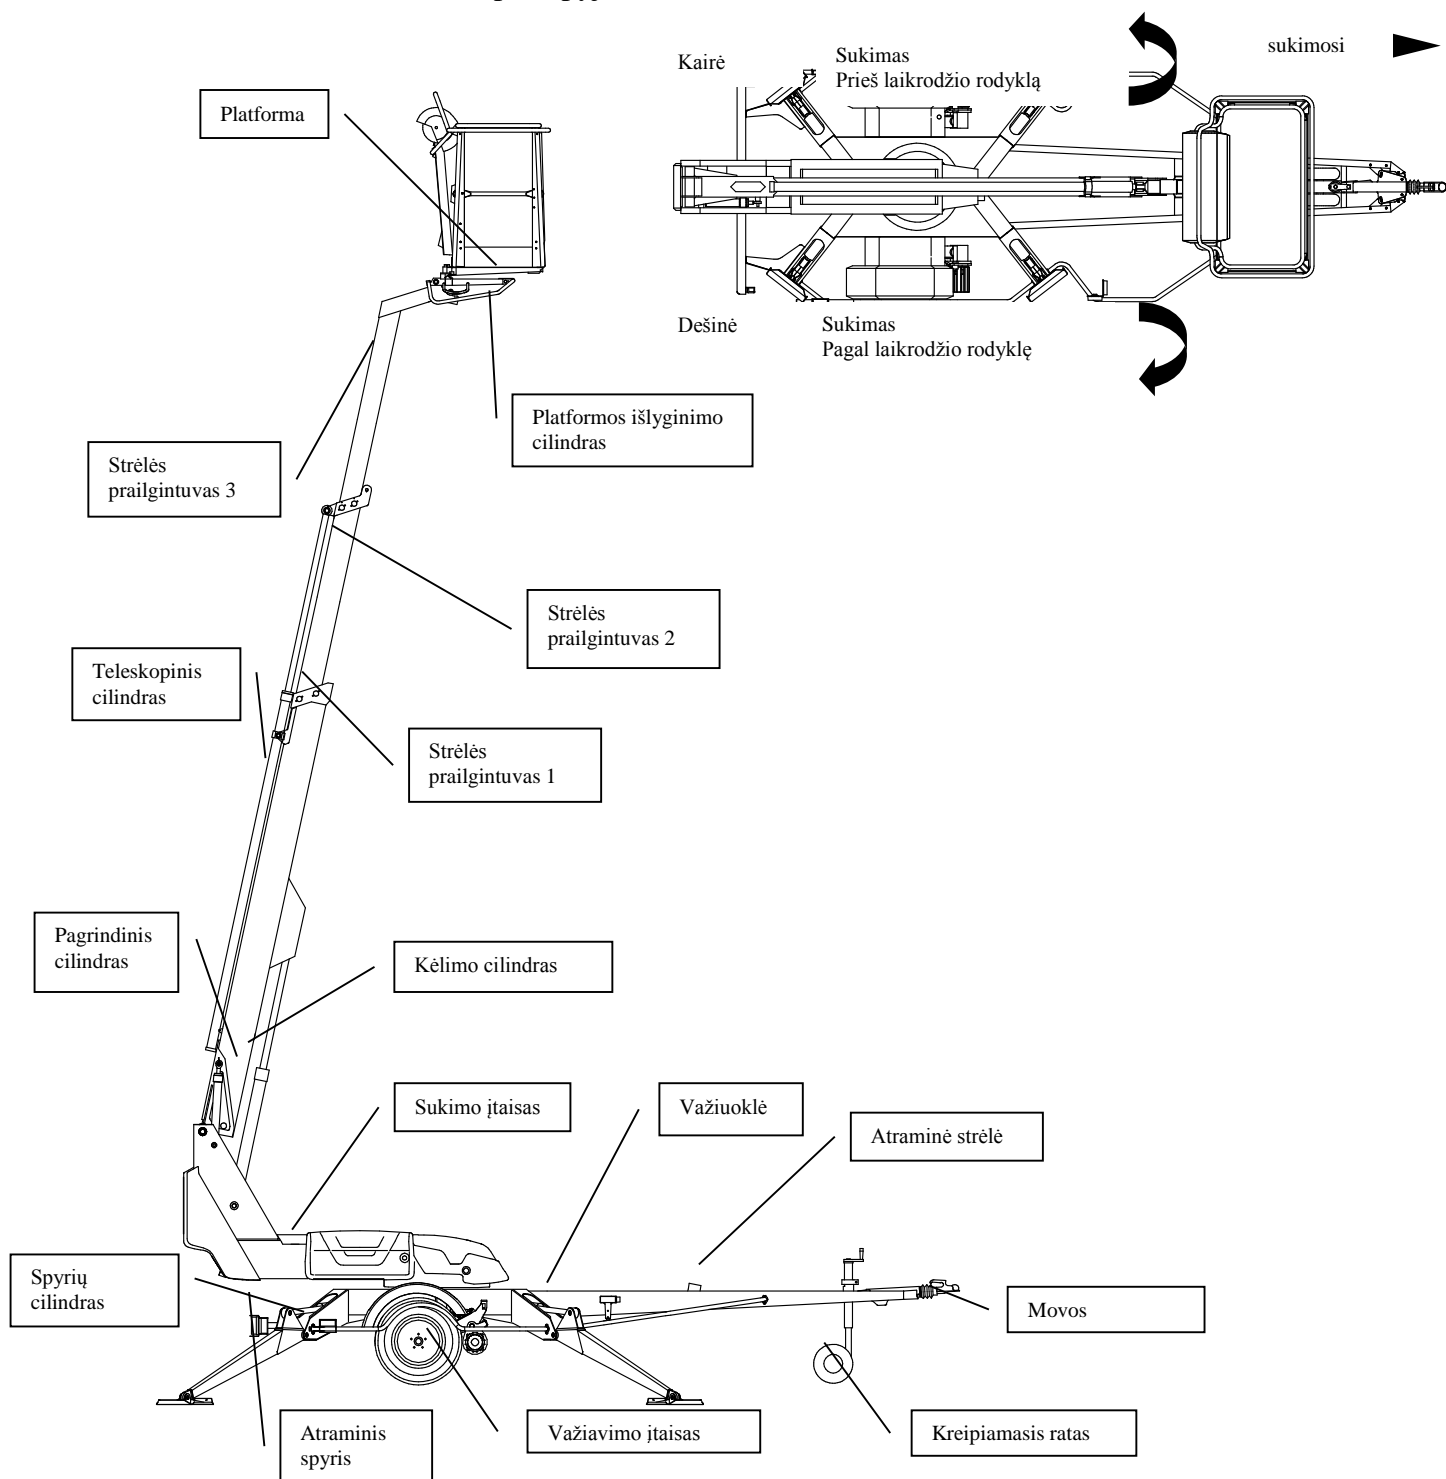 sukimosi
Kairė
Sukimas
Prieš laikrodžio rodyklą
Platforma
Dešinė
Sukimas
Pagal laikrodžio rodyklę
Platformos išlyginimo
cilindras
Strėlės
prailgintuvas 3
Strėlės
prailgintuvas 2
Teleskopinis
cilindras
Strėlės
prailgintuvas 1
Pagrindinis
cilindras
Kėlimo cilindras
Sukimo įtaisas
Važiuoklė
Atraminė strėlė
Spyrių
cilindras
Movos
Atraminis
spyris
Važiavimo įtaisas
Kreipiamasis ratas